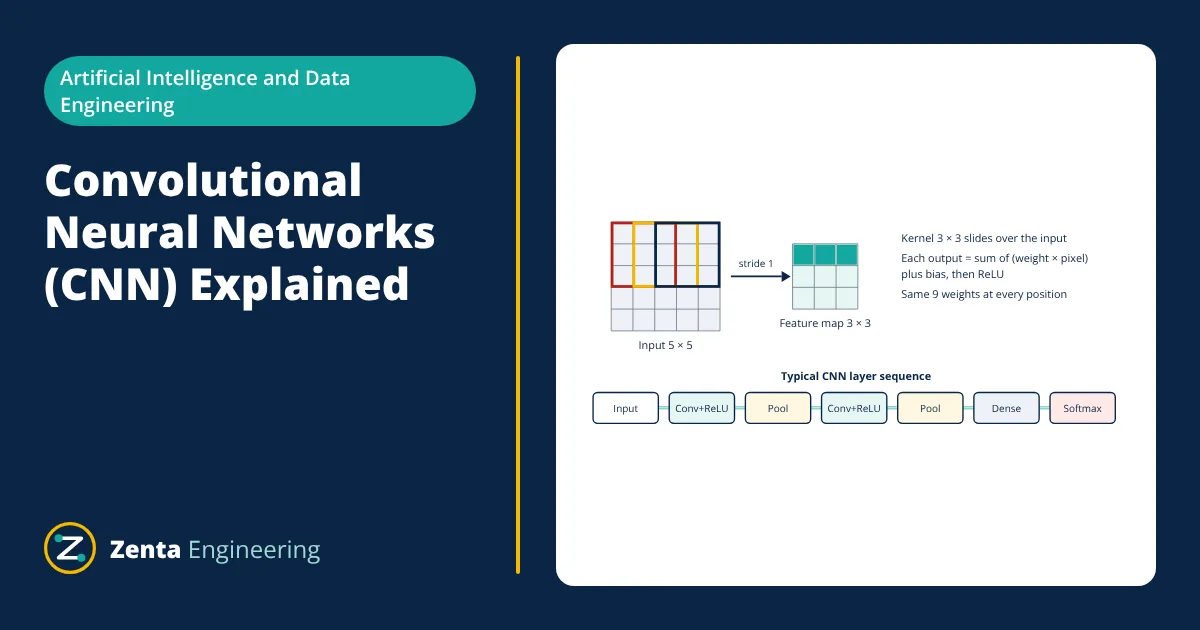 Artificial Intelligence and Data
Engineering
Convolutional
Neural Networks
(CNN) Explained
Zenta Engineering
stride 1
Input 5 × 5
Feature map 3 × 3
Kernel 3 × 3 slides over the input
Each output = sum of (weight × pixel)
plus bias, then ReLU
Same 9 weights at every position
Typical CNN layer sequence
Input
Conv+ReLU
Pool
Conv+ReLU
Pool
Dense
Softmax